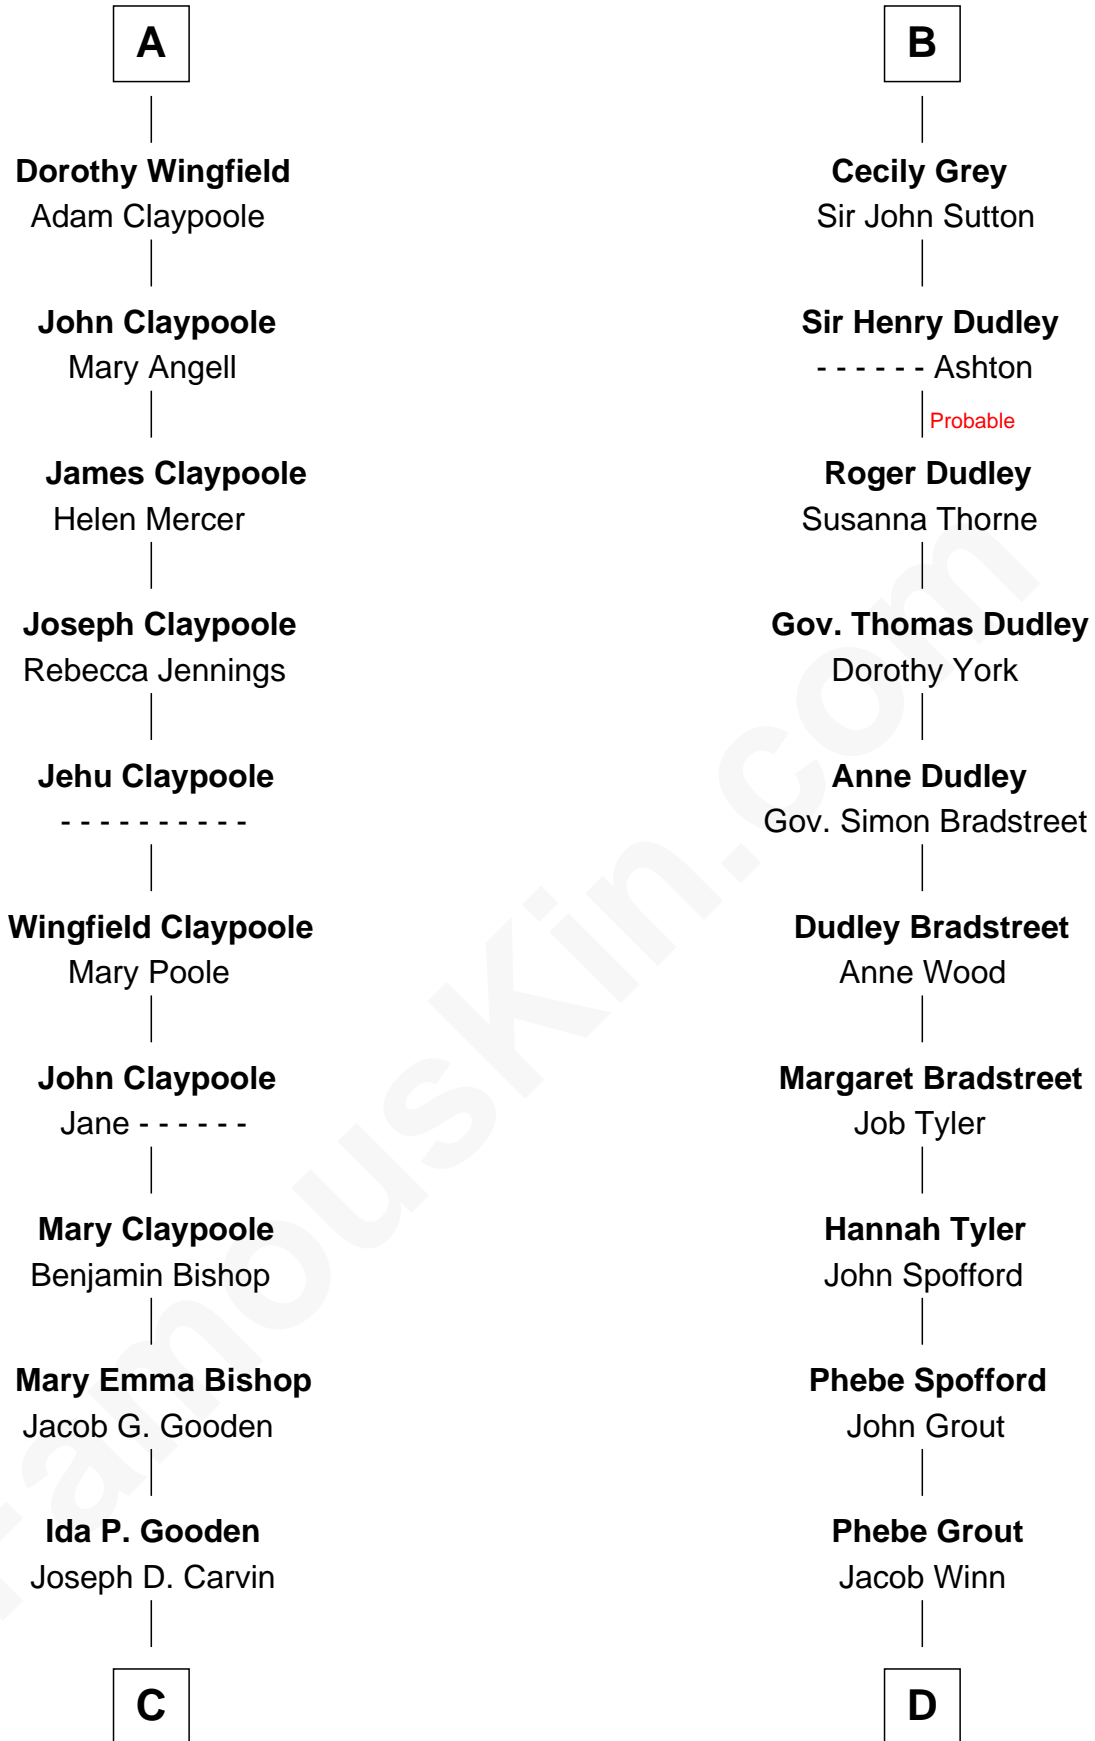 A
Dorothy Wingfield
Adam Claypoole
John Claypoole
Mary Angell
James Claypoole
Helen Mercer
Joseph Claypoole
Rebecca Jennings
Jehu Claypoole
- - - - - - - - - -
Wingfield Claypoole
Mary Poole
John Claypoole
Jane - - - - - -
Mary Claypoole
Benjamin Bishop
Mary Emma Bishop
Jacob G. Gooden
Ida P. Gooden
Joseph D. Carvin
C
B
Cecily Grey
Sir John Sutton
Sir Henry Dudley
- - - - - - Ashton
Probable
Roger Dudley
Susanna Thorne
Gov. Thomas Dudley
Dorothy York
Anne Dudley
Gov. Simon Bradstreet
Dudley Bradstreet
Anne Wood
Margaret Bradstreet
Job Tyler
Hannah Tyler
John Spofford
Phebe Spofford
John Grout
Phebe Grout
Jacob Winn
D
FamousKin.com